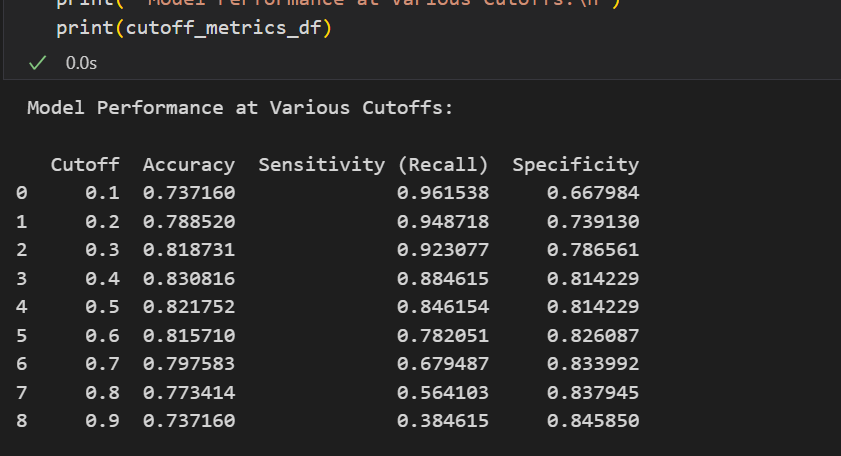 print(" Model Performance at Various Cutoffs:\n")
print(cutoff_metrics_df)
0.0s
Model Performance at Various Cutoffs:
Cutoff Accuracy Sensitivity (Recall) Specificity
0 0.1 0.737160 0.961538 0.667984
1 0.2 0.788520 0.948718 0.739130
2 0.3 0.818731 0.923077 0.786561
3 0.4 0.830816 0.884615 0.814229
4 0.5 0.821752 0.846154 0.814229
5 0.6 0.815710 0.782051 0.826087
6 0.7 0.797583 0.679487 0.833992
7 0.8 0.773414 0.564103 0.837945
8 0.9 0.737160 0.384615 0.845850